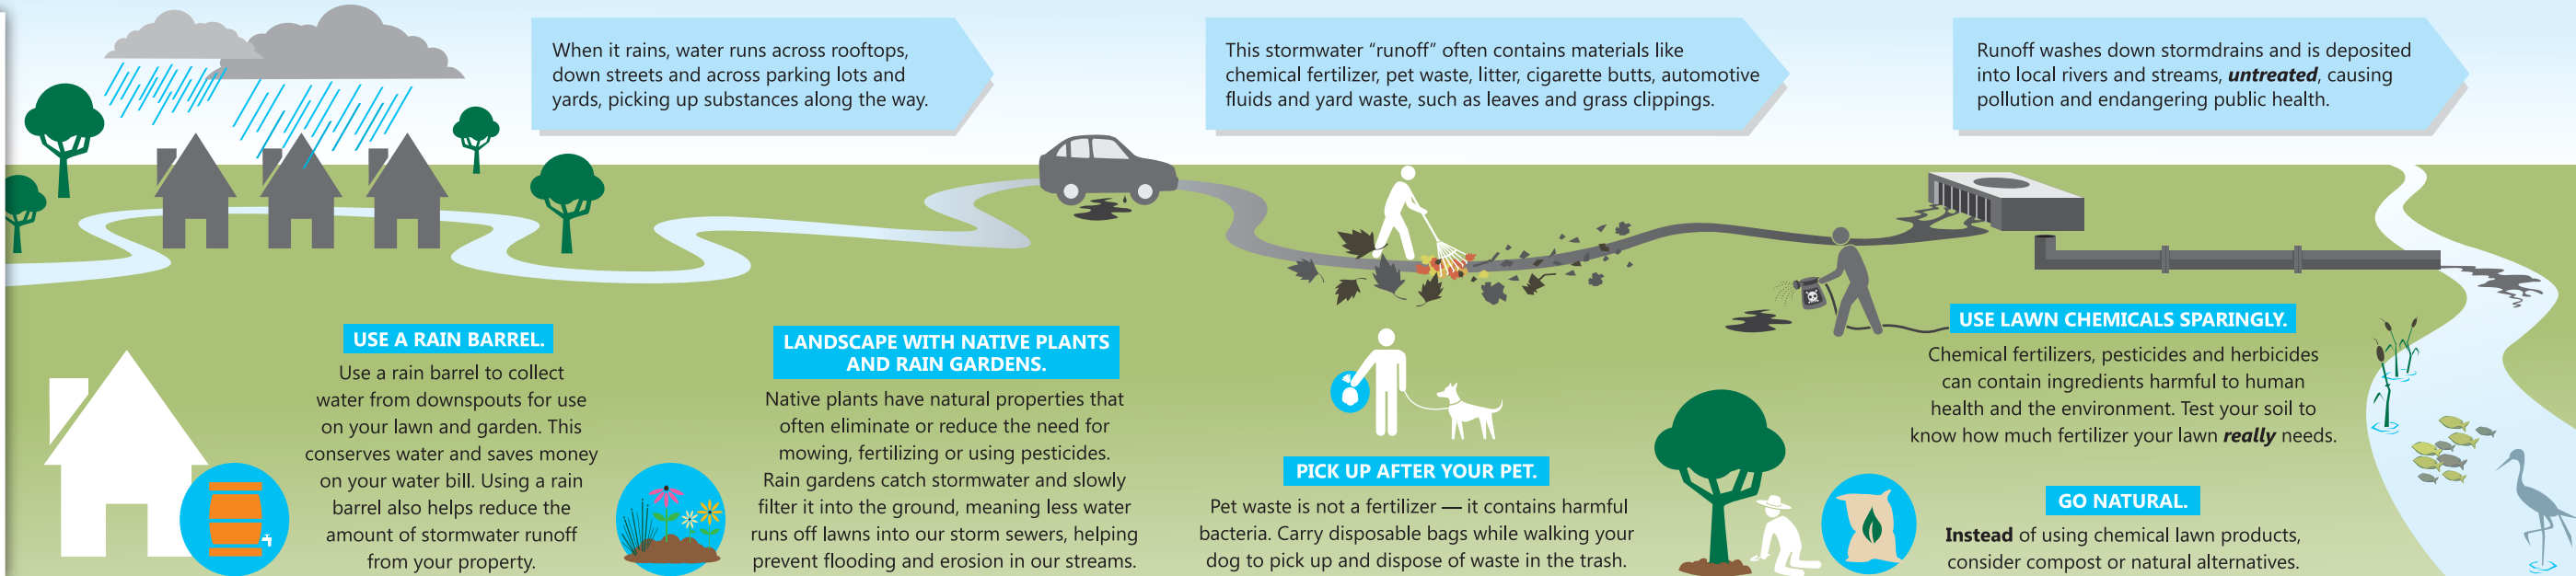 When it rains, water runs across rooftops,
down streets and across parking lots and
yards, picking up substances along the way.
This stormwater “runoff” often contains materials like
chemical fertilizer, pet waste, litter, cigarette butts, automotive
fluids and yard waste, such as leaves and grass clippings.
Runoff washes down stormdrains and is deposited
into local rivers and streams, untreated, causing
pollution and endangering public health.
USE A RAIN BARREL.
Use a rain barrel to collect
water from downspouts for use
on your lawn and garden. This
conserves water and saves money
on your water bill. Using a rain
barrel also helps reduce the
amount of stormwater runoff
from your property.
LANDSCAPE WITH NATIVE PLANTS
AND RAIN GARDENS.
Native plants have natural properties that
often eliminate or reduce the need for
mowing, fertilizing or using pesticides.
Rain gardens catch stormwater and slowly
filter it into the ground, meaning less water
runs off lawns into our storm sewers, helping
prevent flooding and erosion in our streams.
PICK UP AFTER YOUR PET.
Pet waste is not a fertilizer — it contains harmful
bacteria. Carry disposable bags while walking your
dog to pick up and dispose of waste in the trash.
USE LAWN CHEMICALS SPARINGLY.
Chemical fertilizers, pesticides and herbicides
can contain ingredients harmful to human
health and the environment. Test your soil to
know how much fertilizer your lawn really needs.
GO NATURAL.
Instead of using chemical lawn products,
consider compost or natural alternatives.